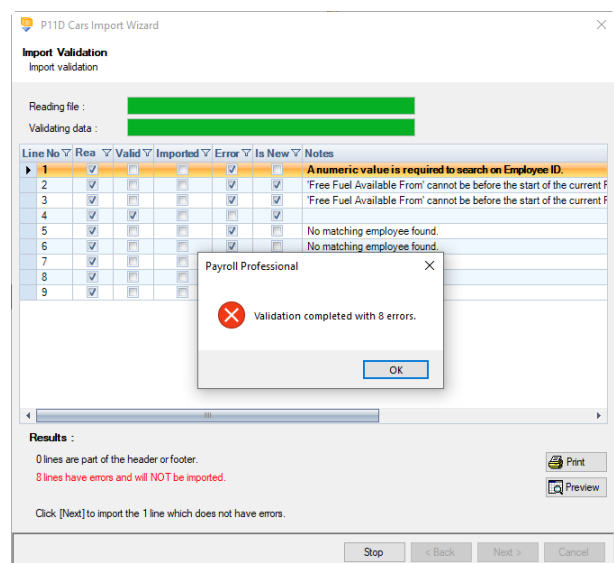 P11D Cars Import Wizard
Import Validation
Import validation
Reading file :
Validating data :
Line No Rea Valid Imported Error Is New Notes
1 A numeric value is required to search on Employee ID.
2 'Free Fuel Available From' cannot be before the start of the current
3 'Free Fuel Available From' cannot be before the start of the current
4
5 No matching employee found.
6 No matching employee found.
7
8
9
Payroll Professional
Validation completed with 8 errors.
OK
Results :
0 lines are part of the header or footer.
8 lines have errors and will NOT be imported.
Click [Next] to import the 1 line which does not have errors.
Print
Preview
Stop < Back Next > Cancel